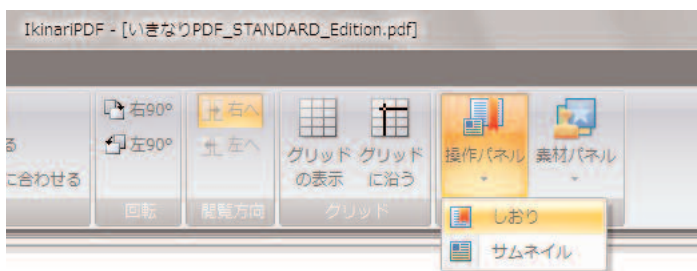 IkinariPDF - [いきなりPDF_STANDARD_Edition.pdf]
右90°
左90°
回転
右へ
左へ
閲覧方向
グリッド
の表示
グリッド
に沿う
グリッド
操作パネル
素材パネル
る
に合わせる
しおり
サムネイル